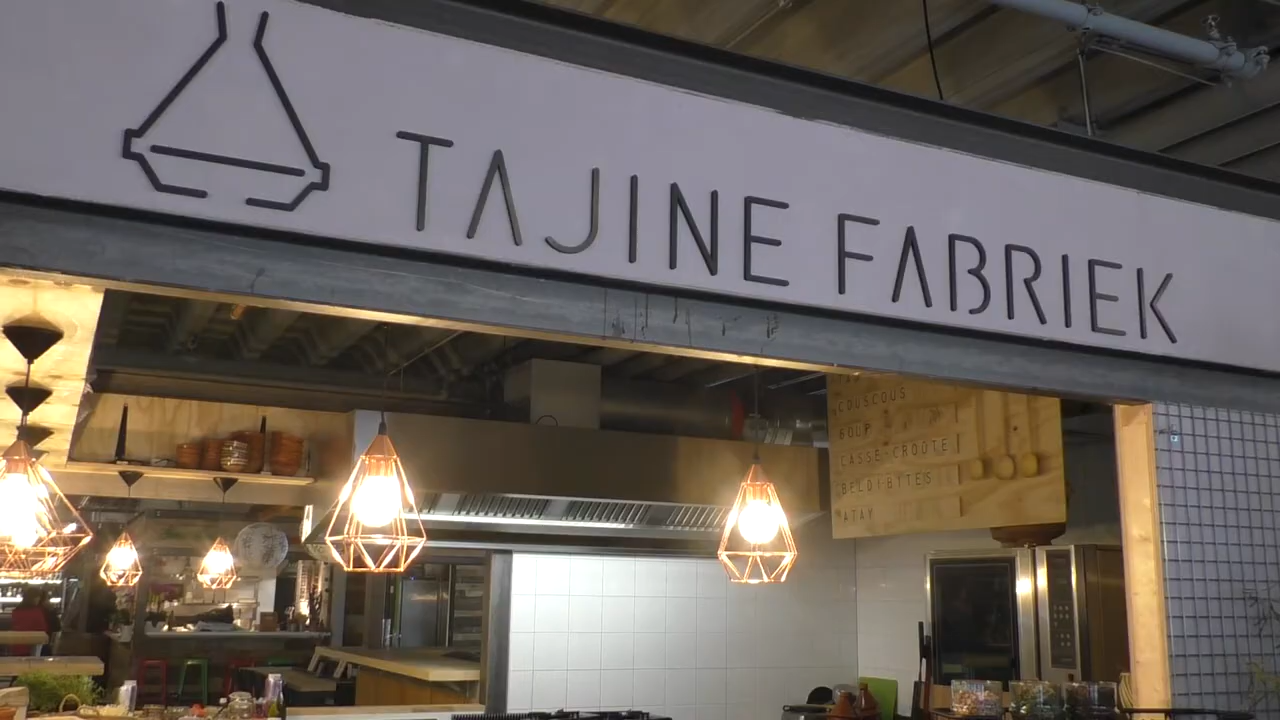 TAJINE FABRIEK
COUSCOUS
SOUP
CASSE-CROÛTE
BELDI BITES
ATAY